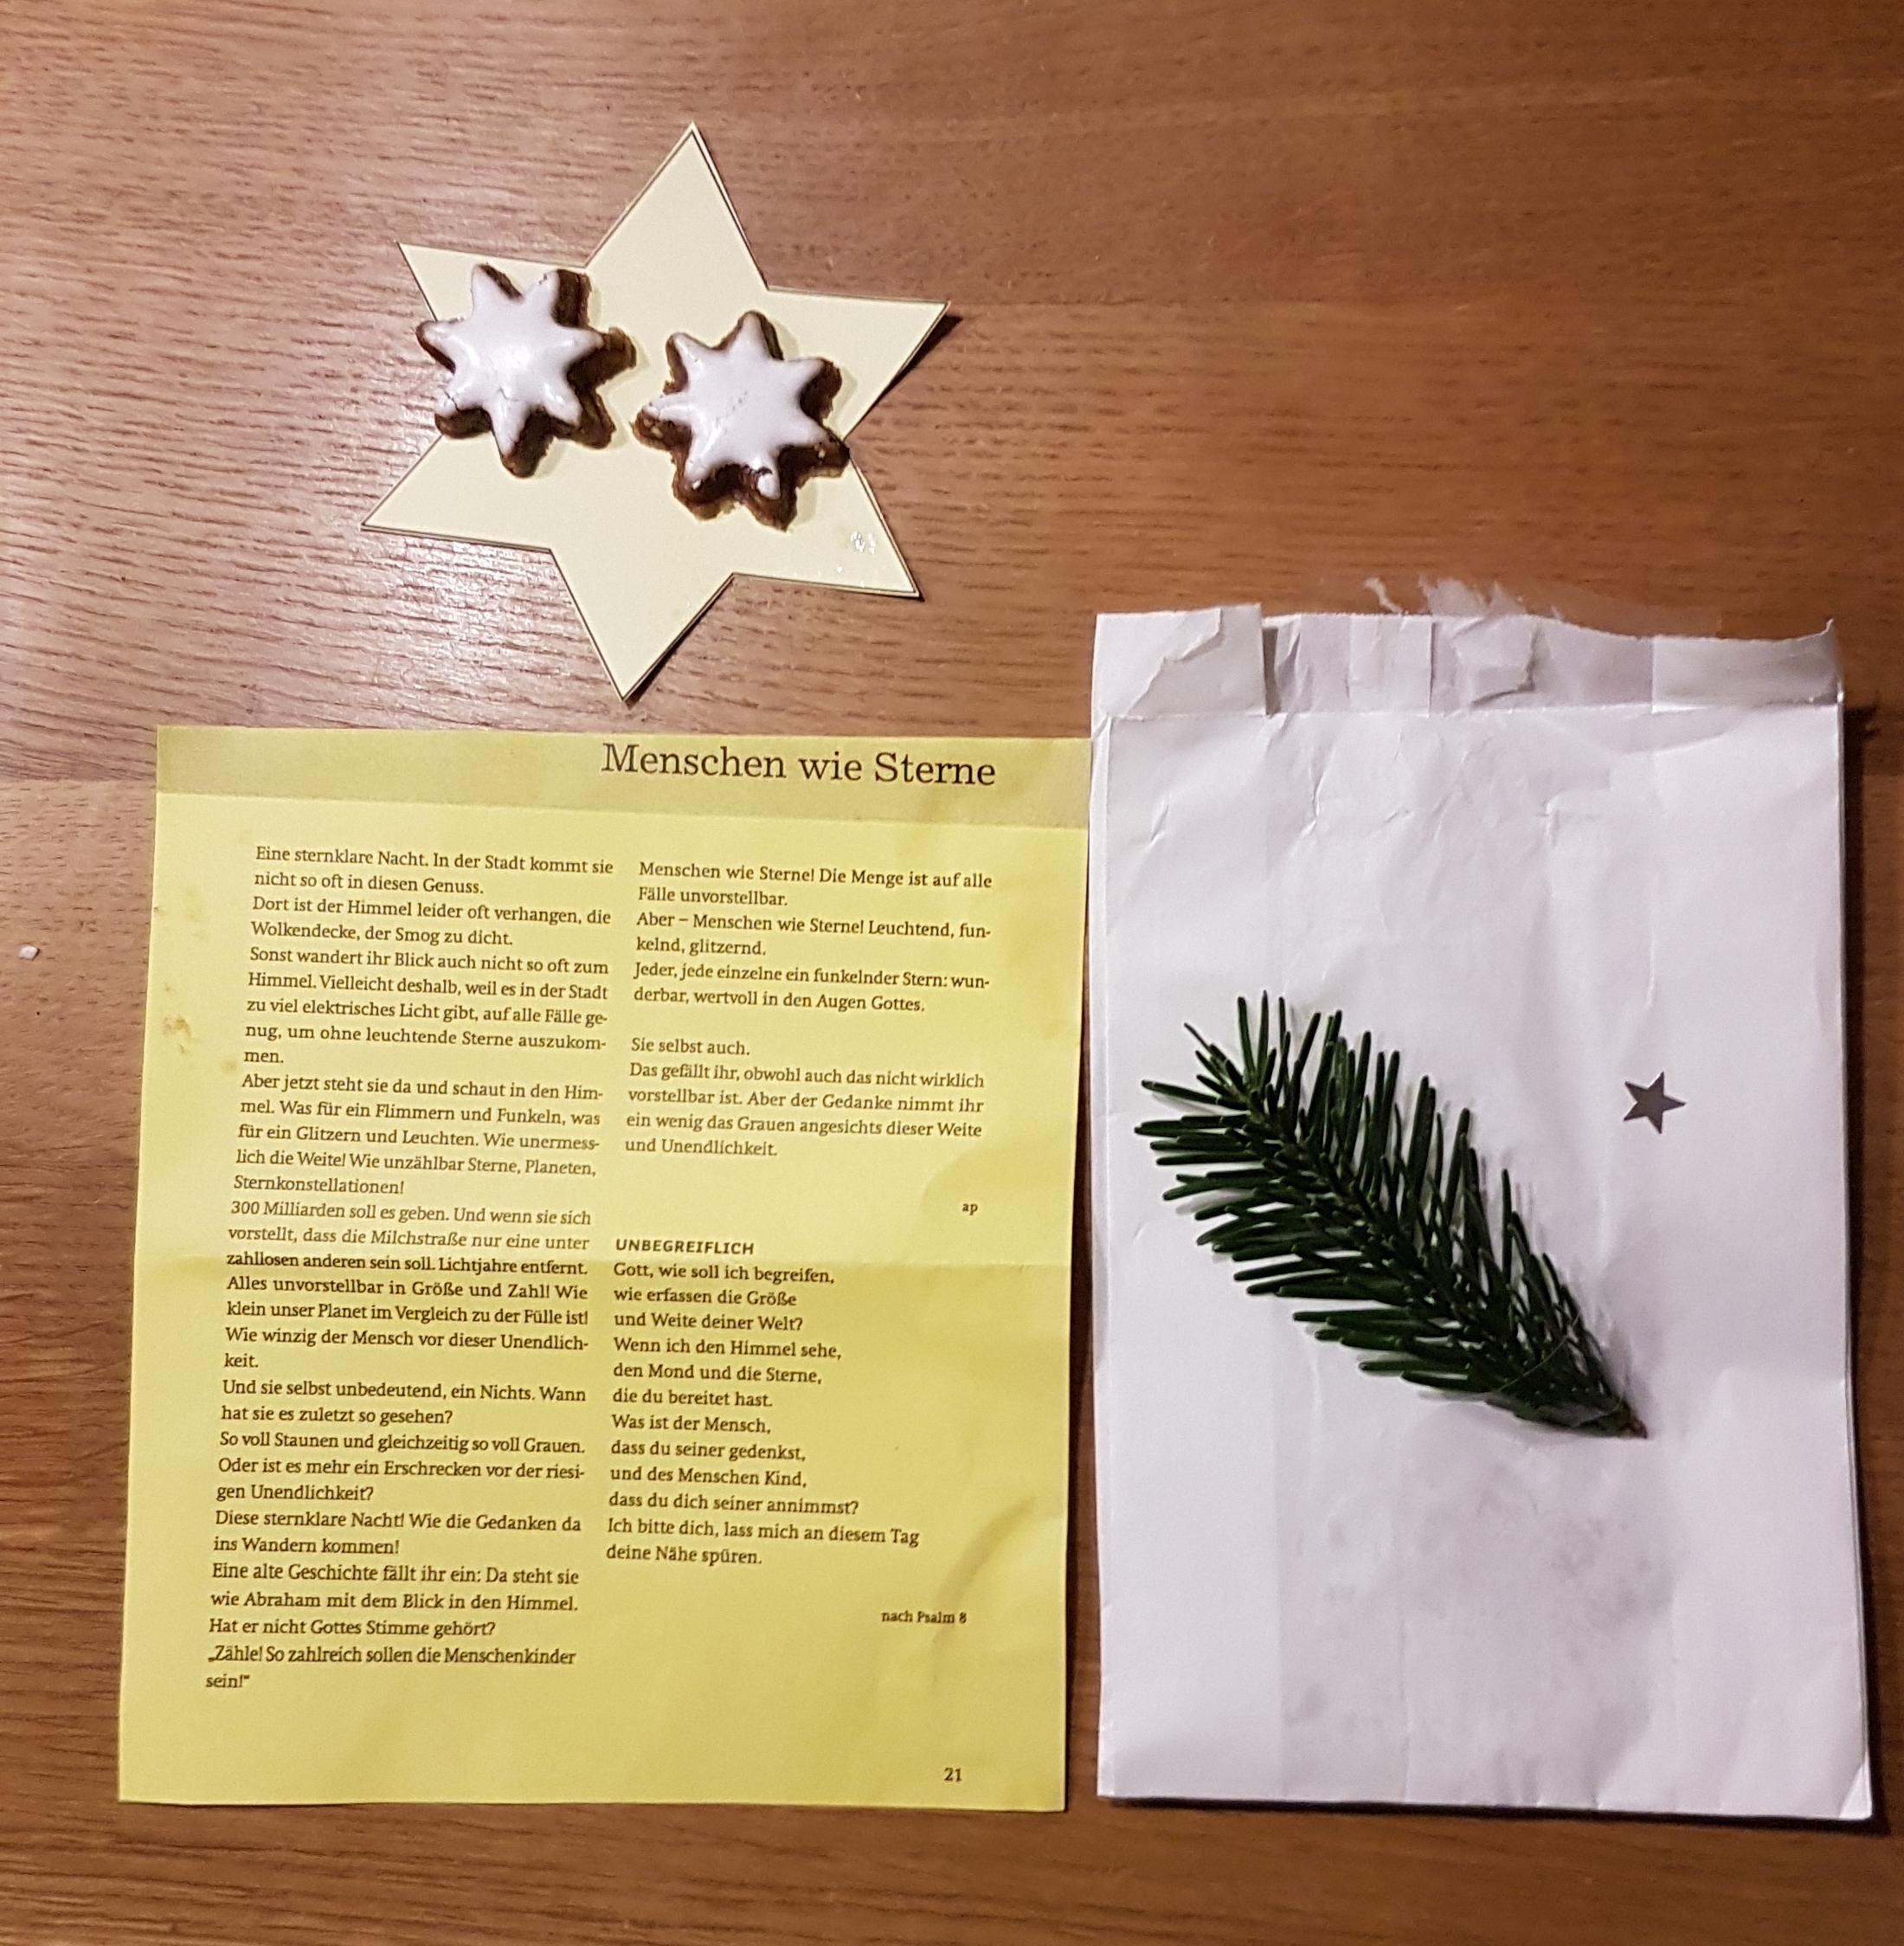 Menschen wie Sterne
Eine sternklare Nacht. In der Stadt kommt sie
nicht so oft in diesen Genuss.
Dort ist der Himmel leider oft verhangen, die
Wolkendecke, der Smog zu dicht.
Sonst wandert ihr Blick auch nicht so oft zum
Himmel. Vielleicht deshalb, weil es in der Stadt
zu viel elektrisches Licht gibt, auf alle Fälle ge-
nug, um ohne leuchtende Sterne auszukom-
men.
Aber jetzt steht sie da und schaut in den Him-
mel. Was für ein Flimmern und Funkeln, was
für ein Glitzern und Leuchten. Wie unermess-
lich die Weite! Wie unzählbar Sterne, Planeten,
Sternkonstellationen!
300 Milliarden soll es geben. Und wenn sie sich
vorstellt, dass die Milchstraße nur eine unter
zahllosen anderen sein soll. Lichtjahre entfernt.
Alles unvorstellbar in Größe und Zahl! Wie
klein unser Planet im Vergleich zu der Fülle ist!
Wie winzig der Mensch vor dieser Unendlich-
keit.
Und sie selbst unbedeutend, ein Nichts. Wann
hat sie es zuletzt so gesehen?
So voll Staunen und gleichzeitig so voll Grauen.
Oder ist es mehr ein Erschrecken vor der riesi-
gen Unendlichkeit?
Diese sternklare Nacht! Wie die Gedanken da
ins Wandern kommen!
Eine alte Geschichte fällt ihr ein: Da steht sie
wie Abraham mit dem Blick in den Himmel.
Hat er nicht Gottes Stimme gehört?
„Zähle! So zahlreich sollen die Menschenkinder
sein!“
Menschen wie Sterne! Die Menge ist auf alle
Fälle unvorstellbar.
Aber – Menschen wie Sterne! Leuchtend, fun-
kelnd, glitzernd.
Jeder, jede einzelne ein funkelnder Stern: wun-
derbar, wertvoll in den Augen Gottes.
Sie selbst auch.
Das gefällt ihr, obwohl auch das nicht wirklich
vorstellbar ist. Aber der Gedanke nimmt ihr
ein wenig das Grauen angesichts dieser Weite
und Unendlichkeit.
ap
UNBEGREIFLICH
Gott, wie soll ich begreifen,
wie erfassen die Größe
und Weite deiner Welt?
Wenn ich den Himmel sehe,
den Mond und die Sterne,
die du bereitet hast.
Was ist der Mensch,
dass du seiner gedenkst,
und des Menschen Kind,
dass du dich seiner annimmst?
Ich bitte dich, lass mich an diesem Tag
deine Nähe spüren.
nach Psalm 8
21